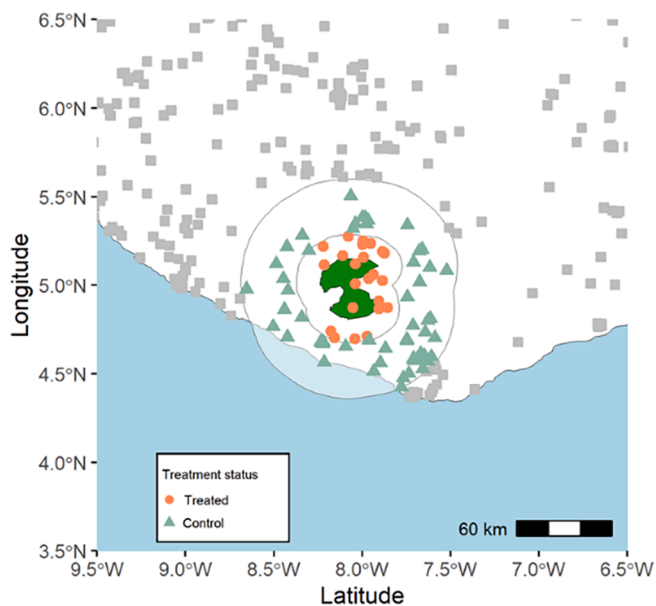 6.5°N
6.0°N
5.5°N
5.0°N
4.5°N
4.0°N
3.5°N
Longitude
Treatment status
Treated
Control
60 km
9.5°W 9.0°W 8.5°W 8.0°W 7.5°W 7.0°W 6.5°W
Latitude